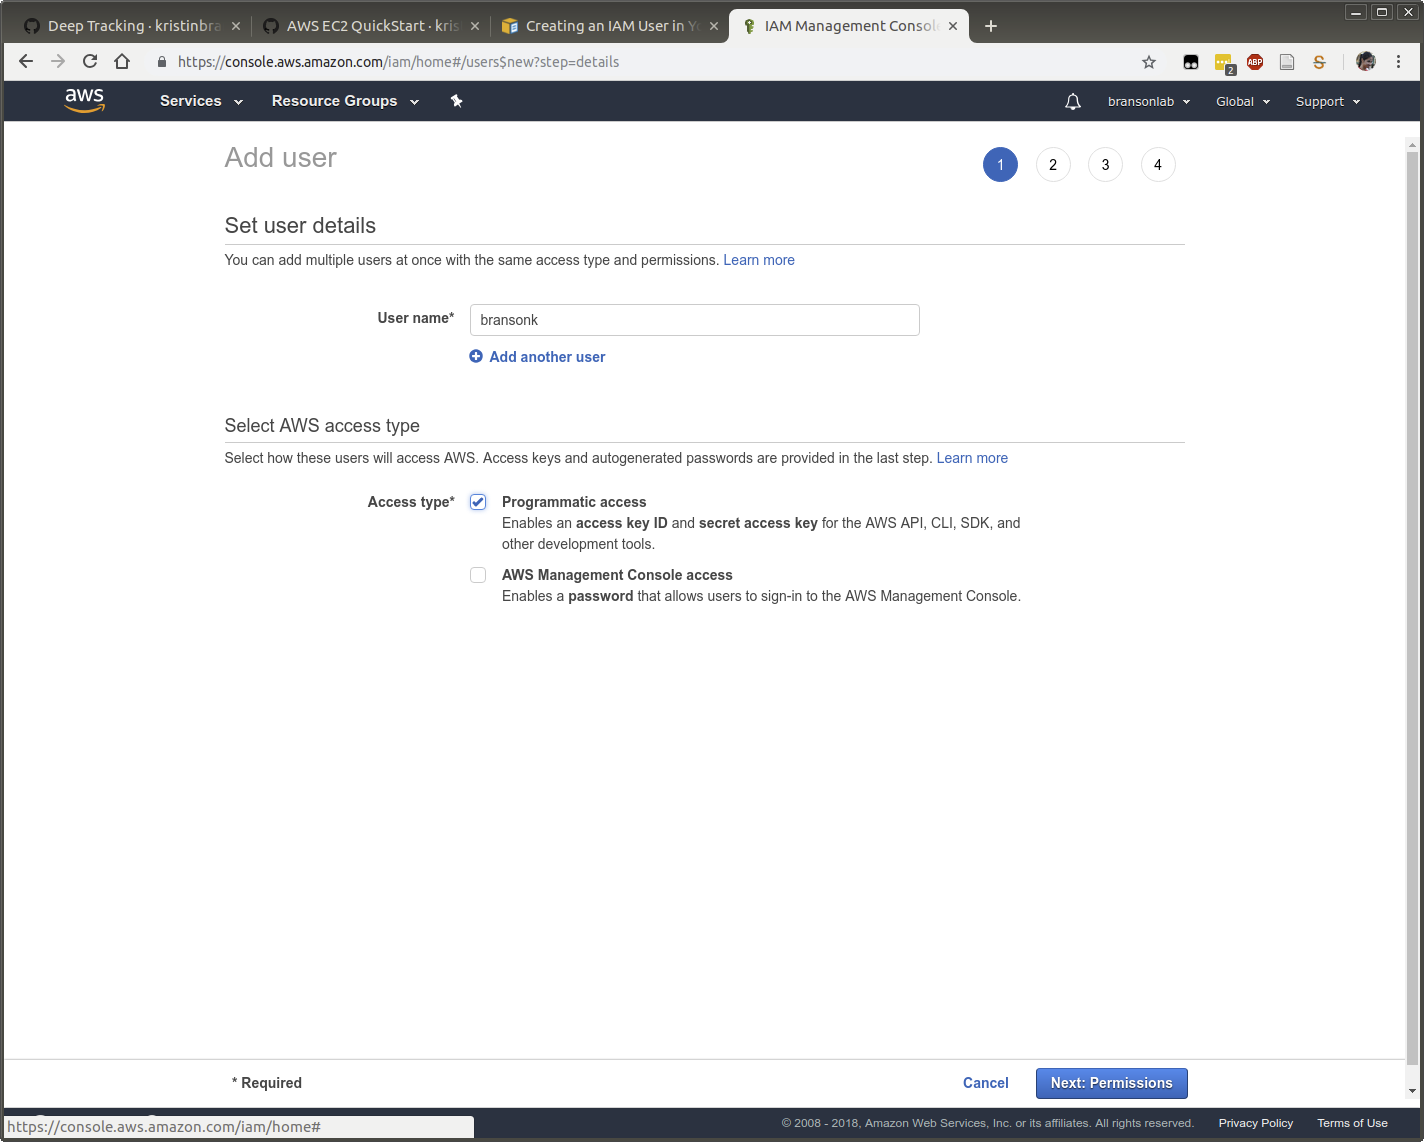 Deep Tracking · kristinbra
AWS EC2 QuickStart · kris
Creating an IAM User in Yo
IAM Management Consol
https://console.aws.amazon.com/iam/home#/users$new?step=details
2
ABP
S
aws
Services
Resource Groups
bransonlab
Global
Support
Add user
1
2
3
4
Set user details
You can add multiple users at once with the same access type and permissions. Learn more
User name*
bransonk
Add another user
Select AWS access type
Select how these users will access AWS. Access keys and autogenerated passwords are provided in the last step. Learn more
Access type*
Programmatic access
Enables an access key ID and secret access key for the AWS API, CLI, SDK, and
other development tools.
AWS Management Console access
Enables a password that allows users to sign-in to the AWS Management Console.
* Required
Cancel
Next: Permissions
© 2008 - 2018, Amazon Web Services, Inc. or its affiliates. All rights reserved.
Privacy Policy
Terms of Use
https://console.aws.amazon.com/iam/home#